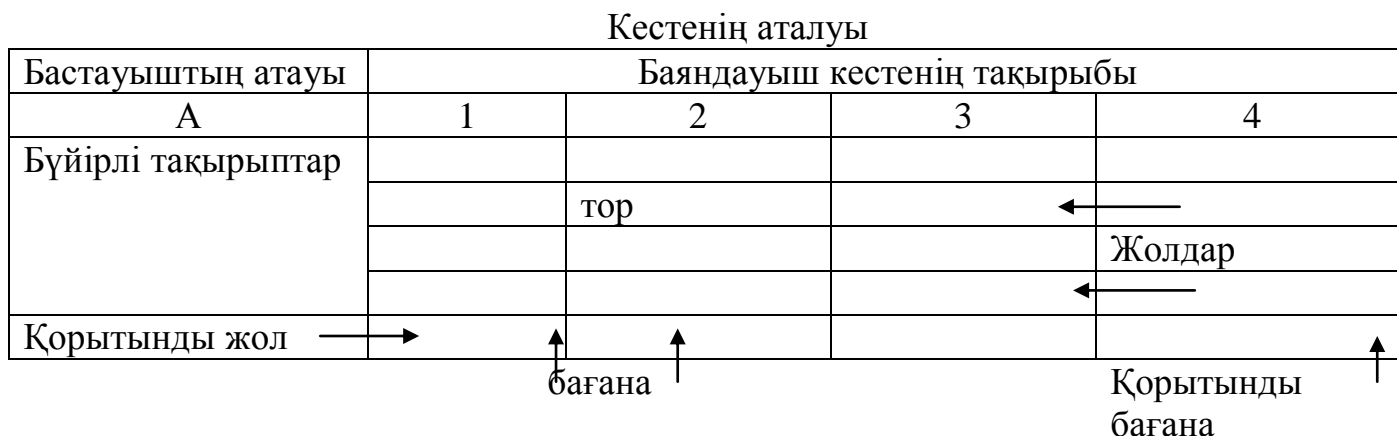 Кестенің аталуы
Бастауыштың атауы Баяндауыш кестенің тақырыбы
А 1 2 3 4
Бүйірлі тақырыптар
тор
Жолдар
Қорытынды жол
бағана Қорытынды
бағана